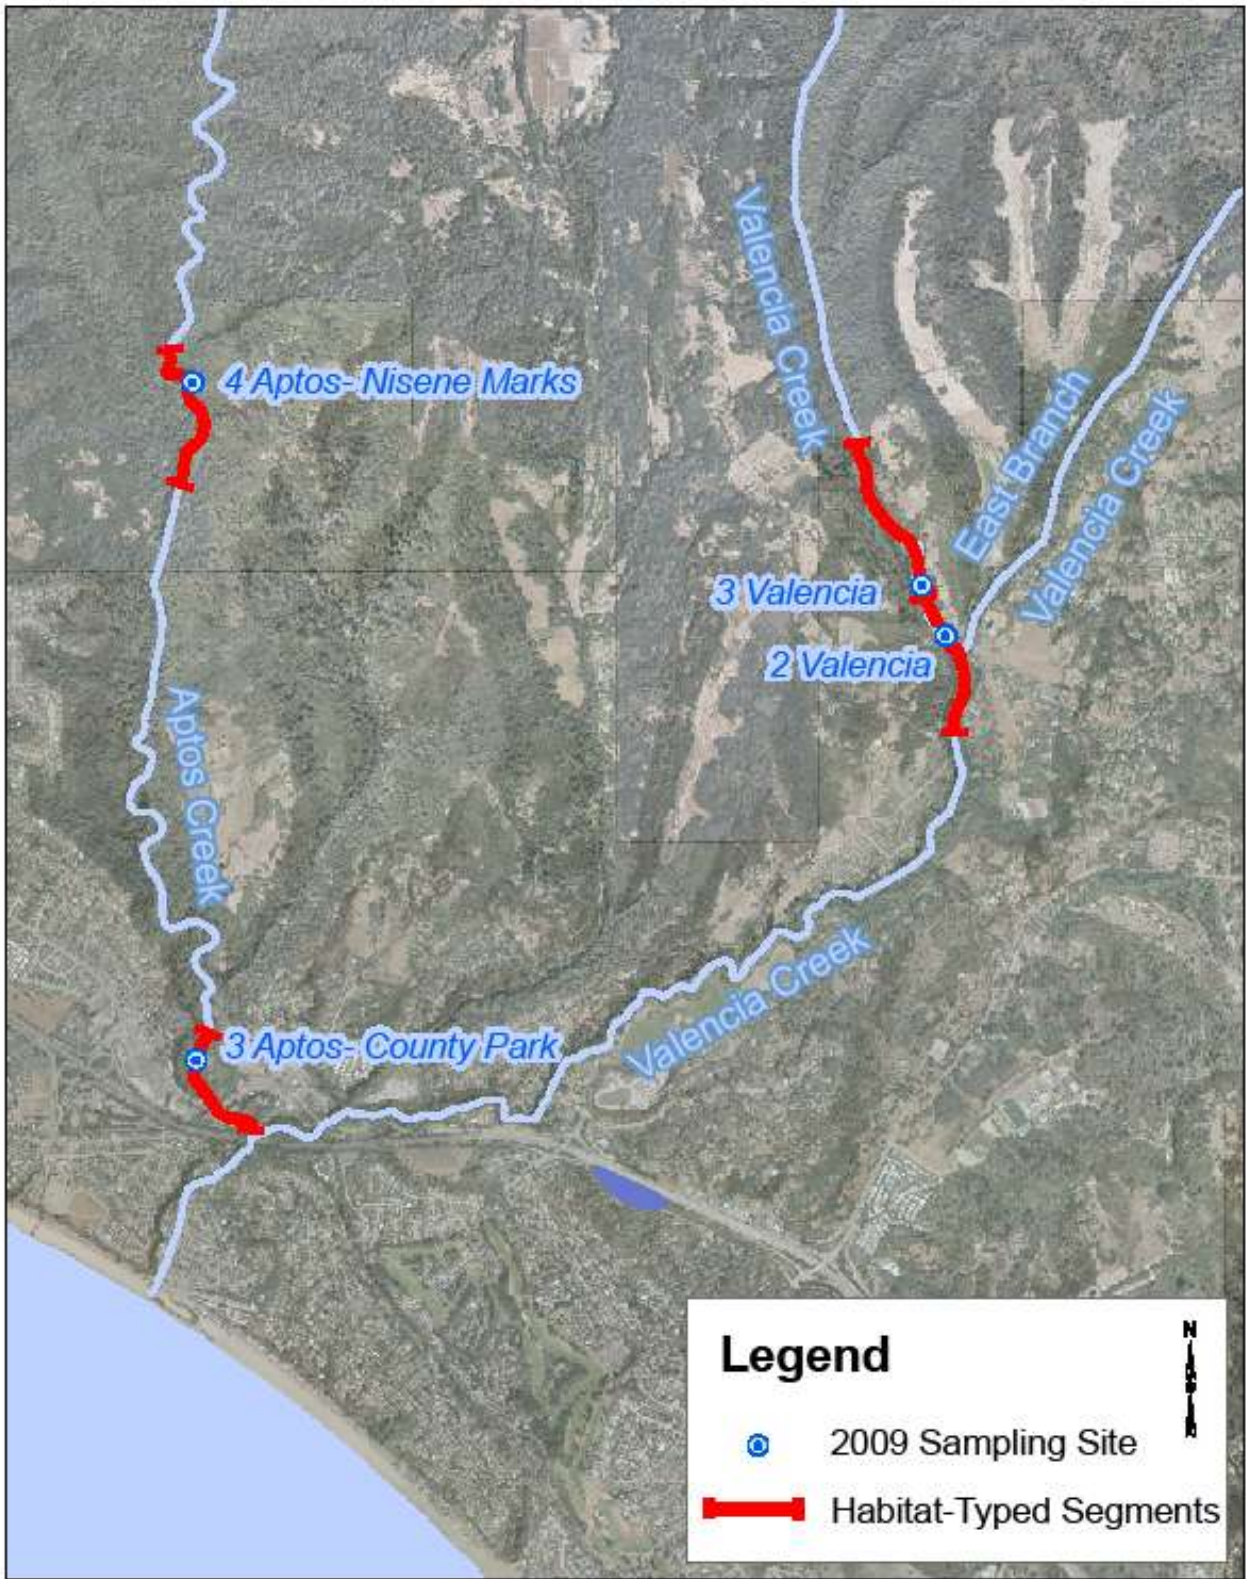 Valencia Creek
4 Aptos- Nisene Marks
East Branch
Valencia Creek
3 Valencia
2 Valencia
Aptos Creek
Valencia Creek
3 Aptos- County Park
Legend
N
2009 Sampling Site
Habitat-Typed Segments